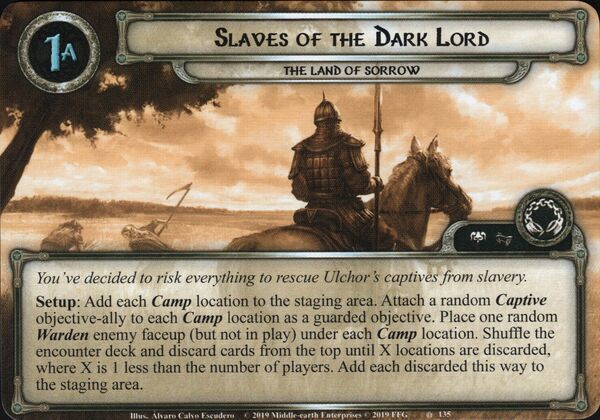 1A
SLAVES OF THE DARK LORD
THE LAND OF SORROW
You've decided to risk everything to rescue Ulchor's captives from slavery.
Setup: Add each Camp location to the staging area. Attach a random Captive
objective-ally to each Camp location as a guarded objective. Place one random
Warden enemy faceup (but not in play) under each Camp location. Shuffle the
encounter deck and discard cards from the top until X locations are discarded,
where X is 1 less than the number of players. Add each discarded this way to
the staging area.
Illus. Alvaro Calvo Escudero © 2019 Middle-earth Enterprises © 2019 FFG 135